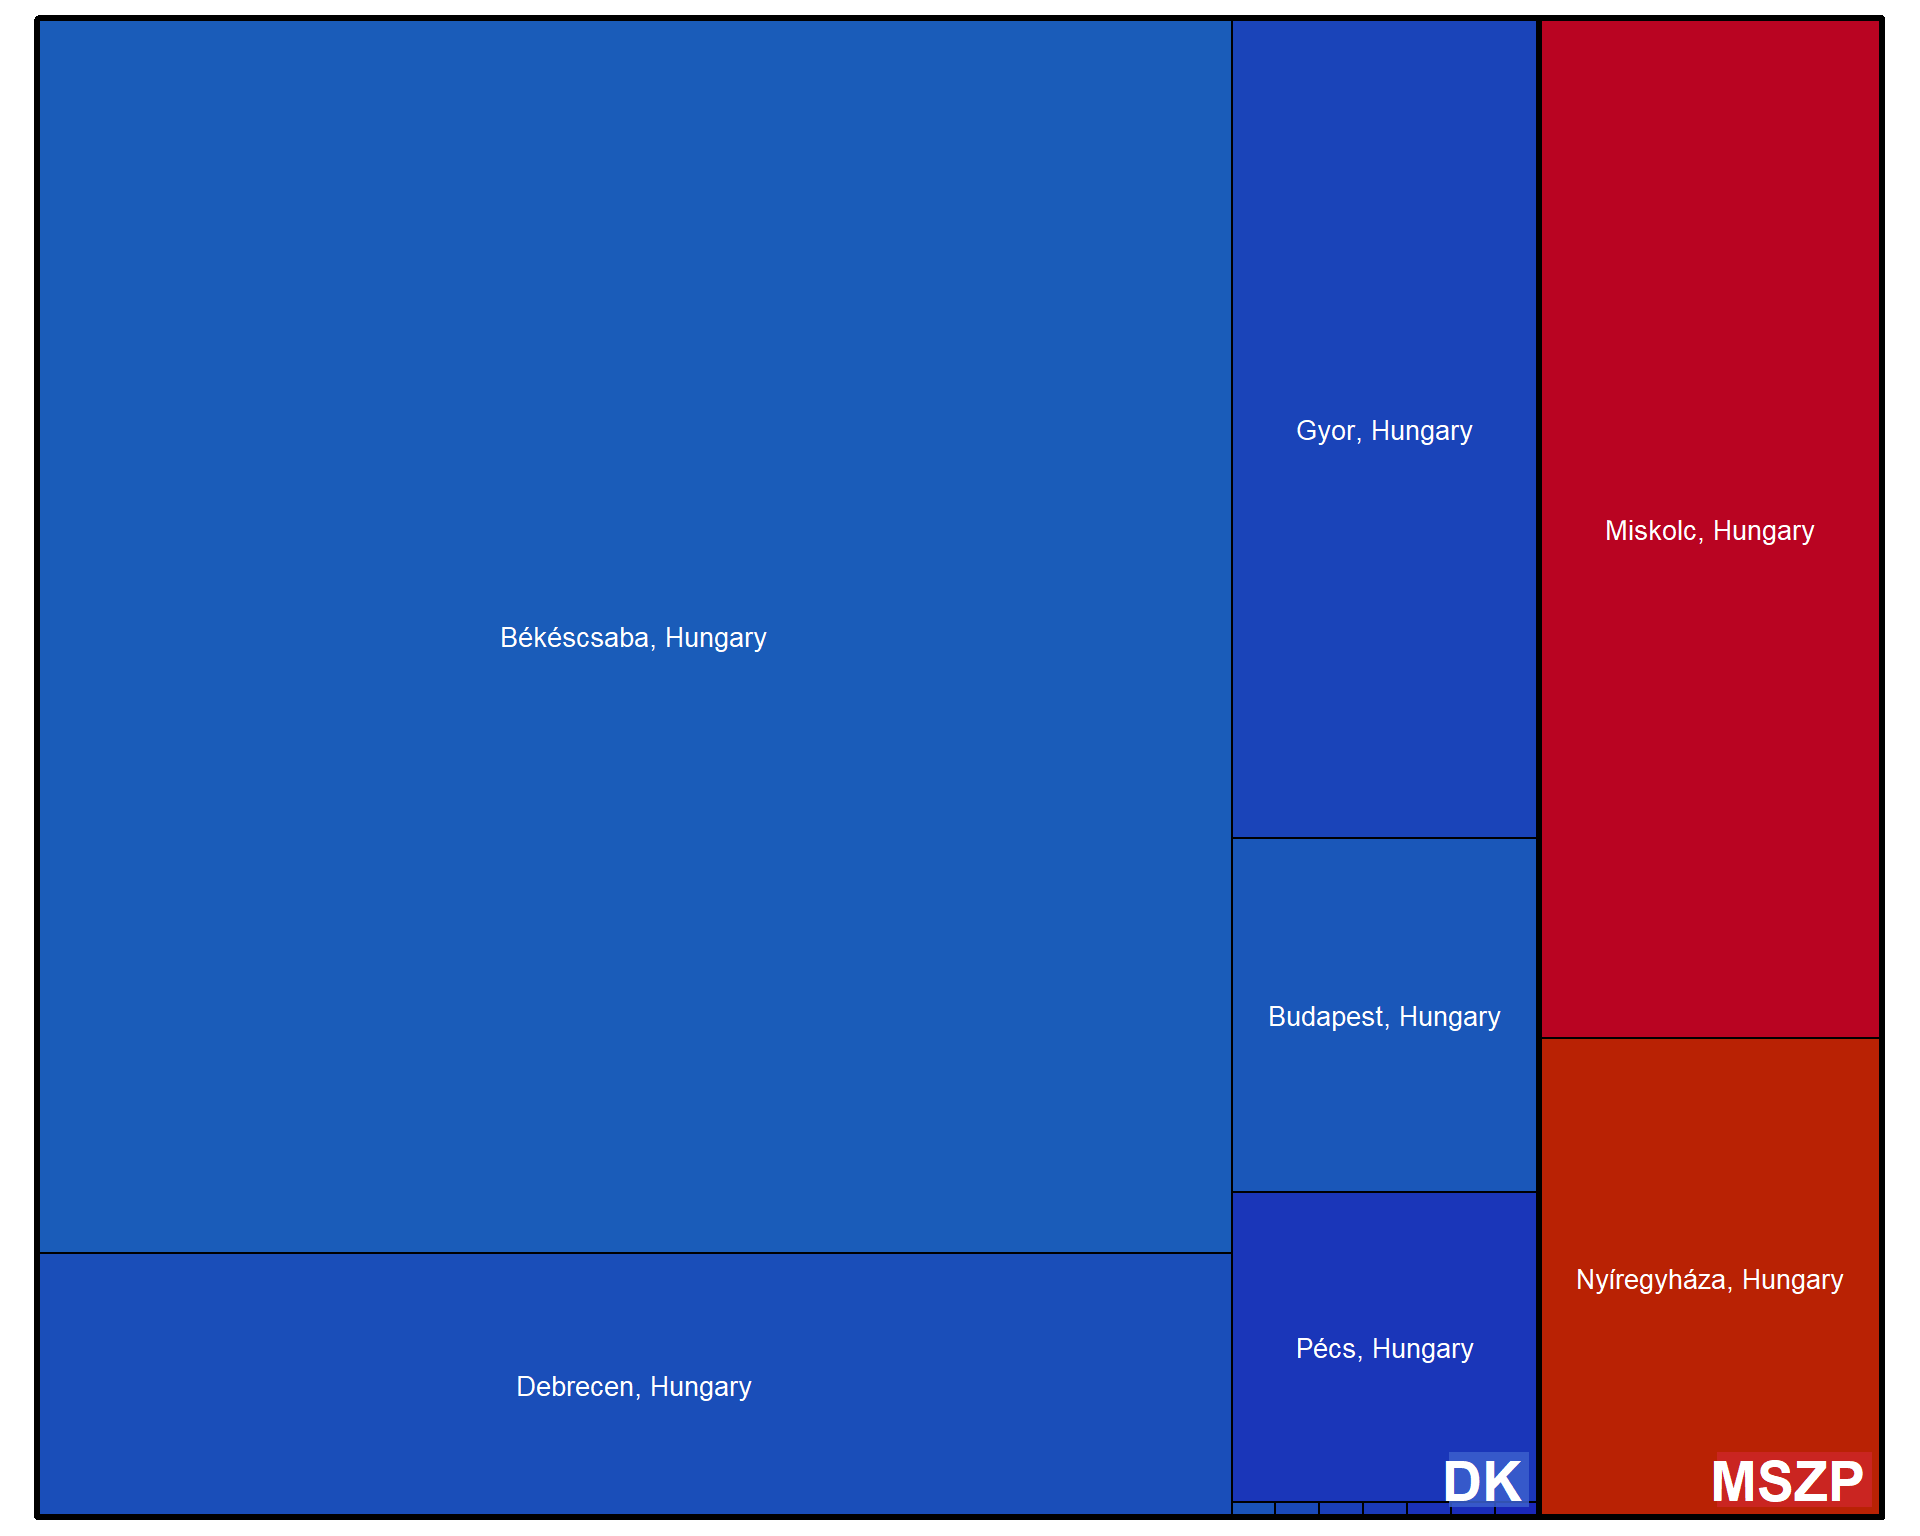 Békéscsaba, Hungary
Debrecen, Hungary
Gyor, Hungary
Budapest, Hungary
Pécs, Hungary
DK
Miskolc, Hungary
Nyíregyháza, Hungary
MSZP